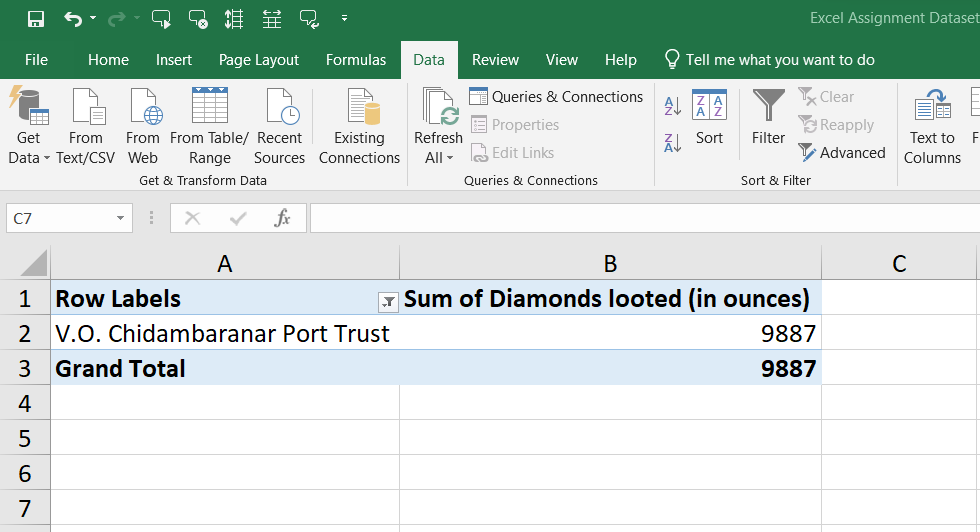 Excel Assignment Dataset
File Home Insert Page Layout Formulas Data Review View Help Tell me what you want to do
Get Data From Text/CSV From Web From Table/ Range Recent Sources Existing Connections Refresh All Queries & Connections Properties Edit Links Sort Filter Clear Reapply Advanced Text to Columns F
Get & Transform Data Queries & Connections Sort & Filter
C7 fx
A B C
1 Row Labels Sum of Diamonds looted (in ounces)
2 V.O. Chidambaranar Port Trust 9887
3 Grand Total 9887
4
5
6
7